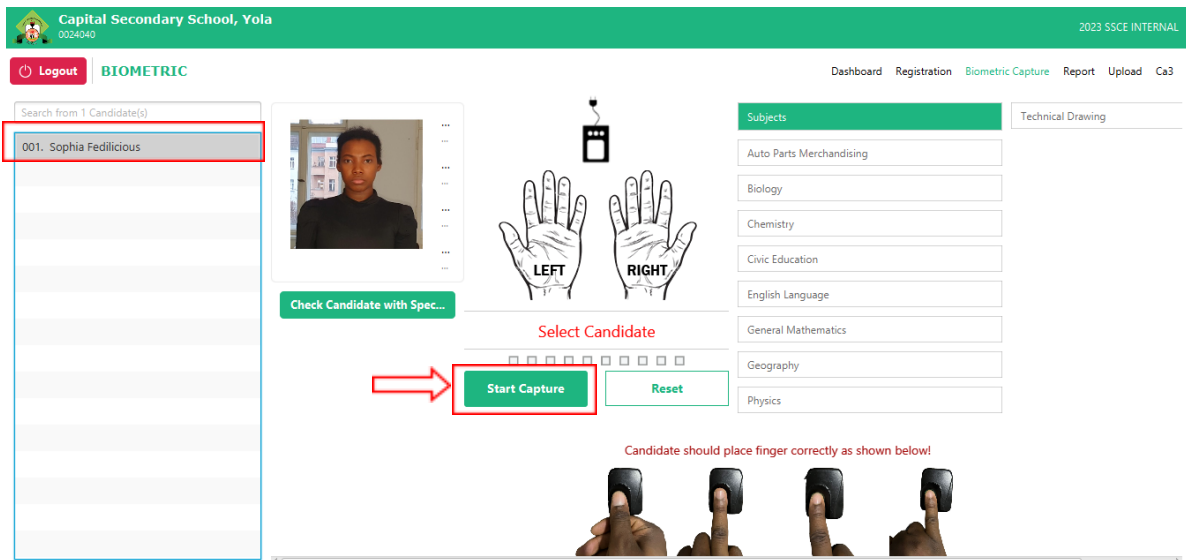 Capital Secondary School, Yola
0024040
2023 SSCE INTERNAL
Logout
BIOMETRIC
Dashboard Registration Biometric Capture Report Upload Ca3
Search from 1 Candidate(s)
001. Sophia Fedilicious
...
...
...
...
...
...
...
...
Check Candidate with Spec...
LEFT
RIGHT
Select Candidate
Start Capture
Reset
Subjects
Auto Parts Merchandising
Biology
Chemistry
Civic Education
English Language
General Mathematics
Geography
Physics
Technical Drawing
Candidate should place finger correctly as shown below!